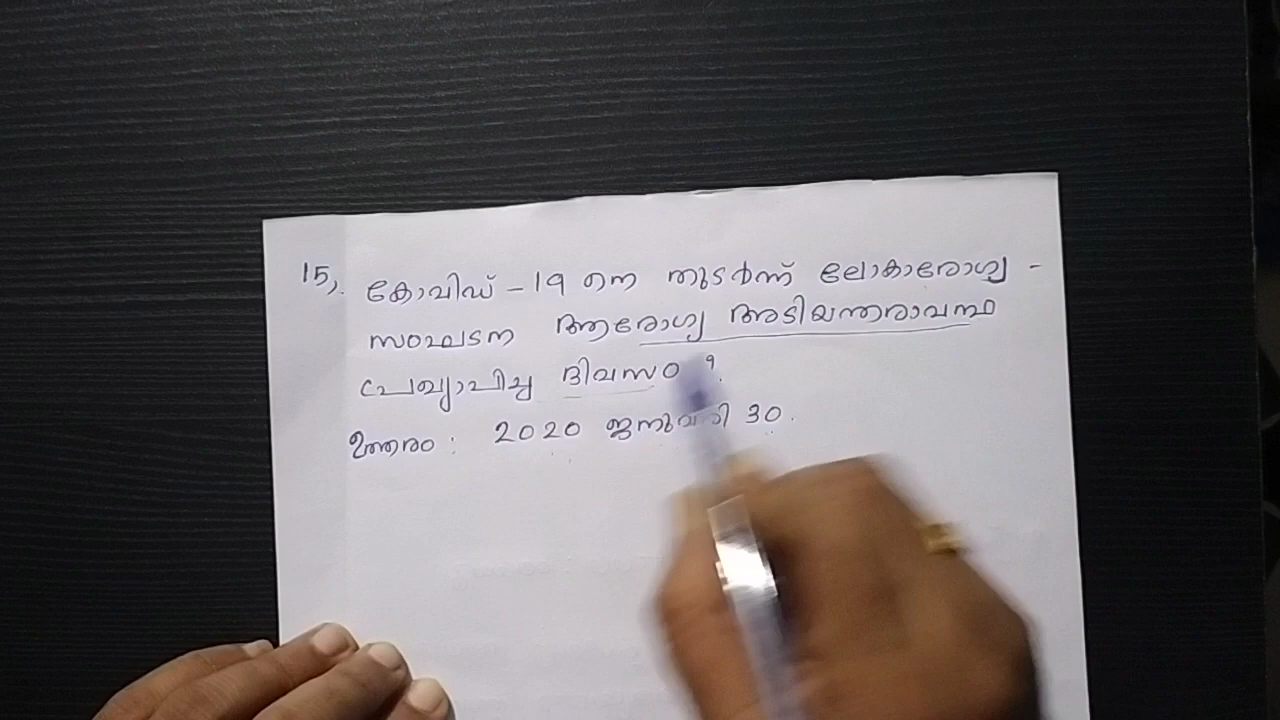 15, കോവിഡ് - 19 നെ തുടർന്ന് ലോകാരോഗ്യ -
സംഘടന ആരോഗ്യ അടിയന്തരാവസ്ഥ
പ്രഖ്യാപിച്ച ദിവസം ?
ഉത്തരം : 2020 ജനുവരി 30.